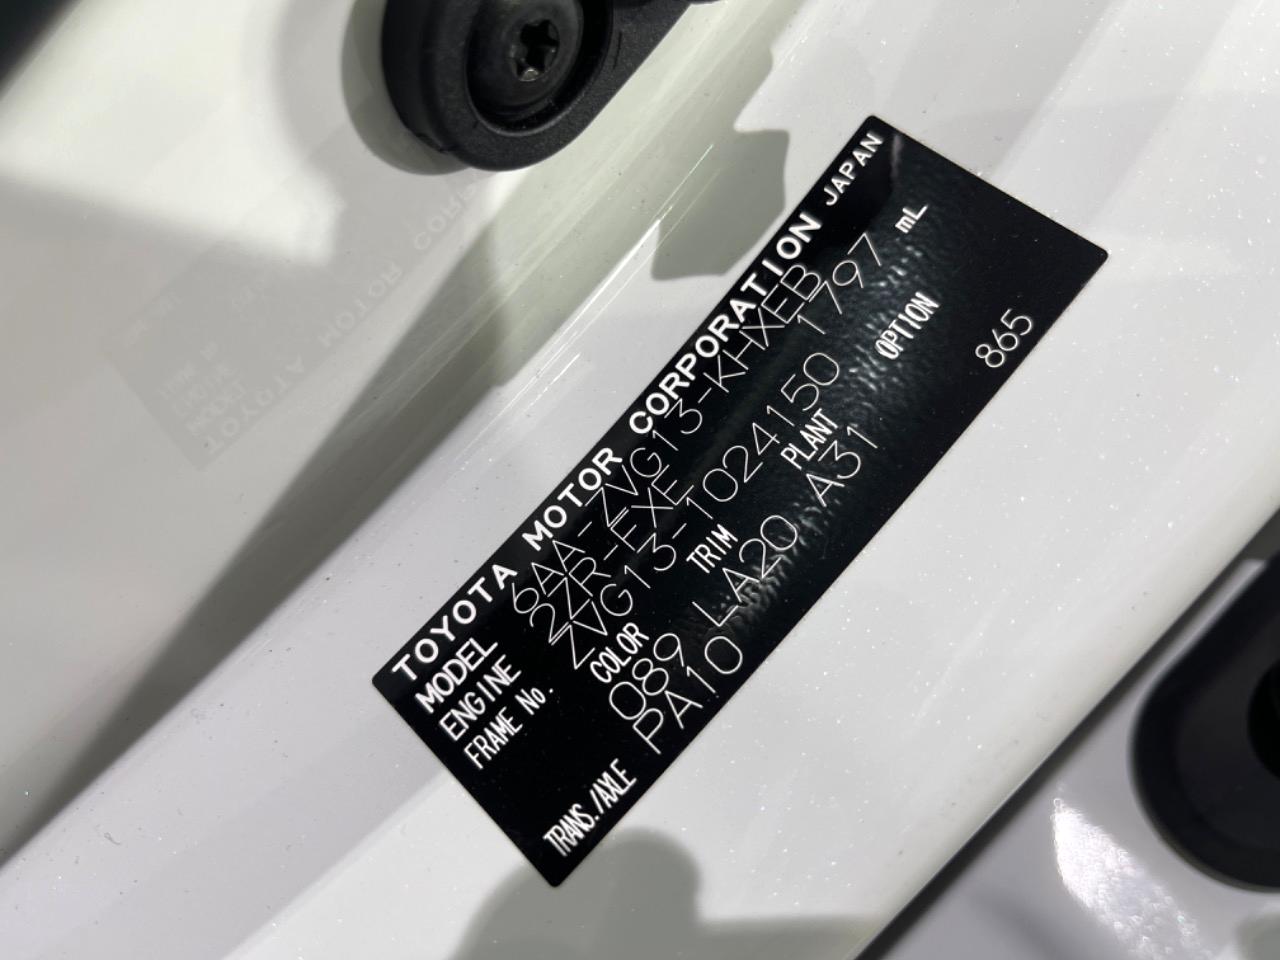 TOYOTA MOTOR CORPORATION JAPAN
MODEL 6AA-ZVG13-KHXEB
ENGINE 2ZR-FXE 1797 mL
FRAME No. ZVG13-1024150
COLOR TRIM PLANT OPTION
089 LA20 A31 865
TRANS./AXLE PA10